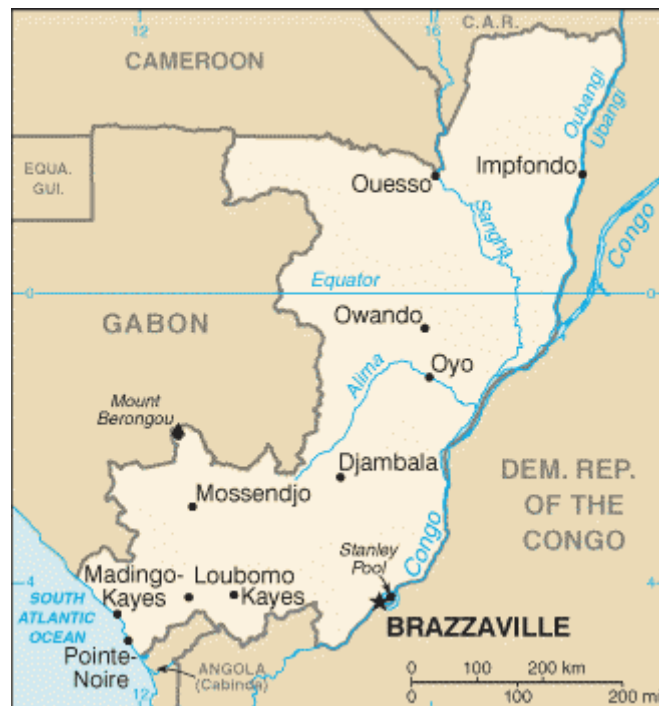 12
16
C.A.R.
CAMEROON
Oubangi
Ubangi
EQUA.
GUI.
Ouesso
Impfondo
Sangha
Congo
0
Equator
0
GABON
Owando
Alima
Oyo
Mount
Berongou
Djambala
DEM. REP.
OF THE
CONGO
Mossendjo
Congo
Stanley
Pool
4
4
Madingo-
Kayes
Loubomo
Kayes
SOUTH
ATLANTIC
OCEAN
BRAZZAVILLE
Pointe-
Noire
ANGOLA
(Cabinda)
12
0 100 200 km
0 100 200 mi